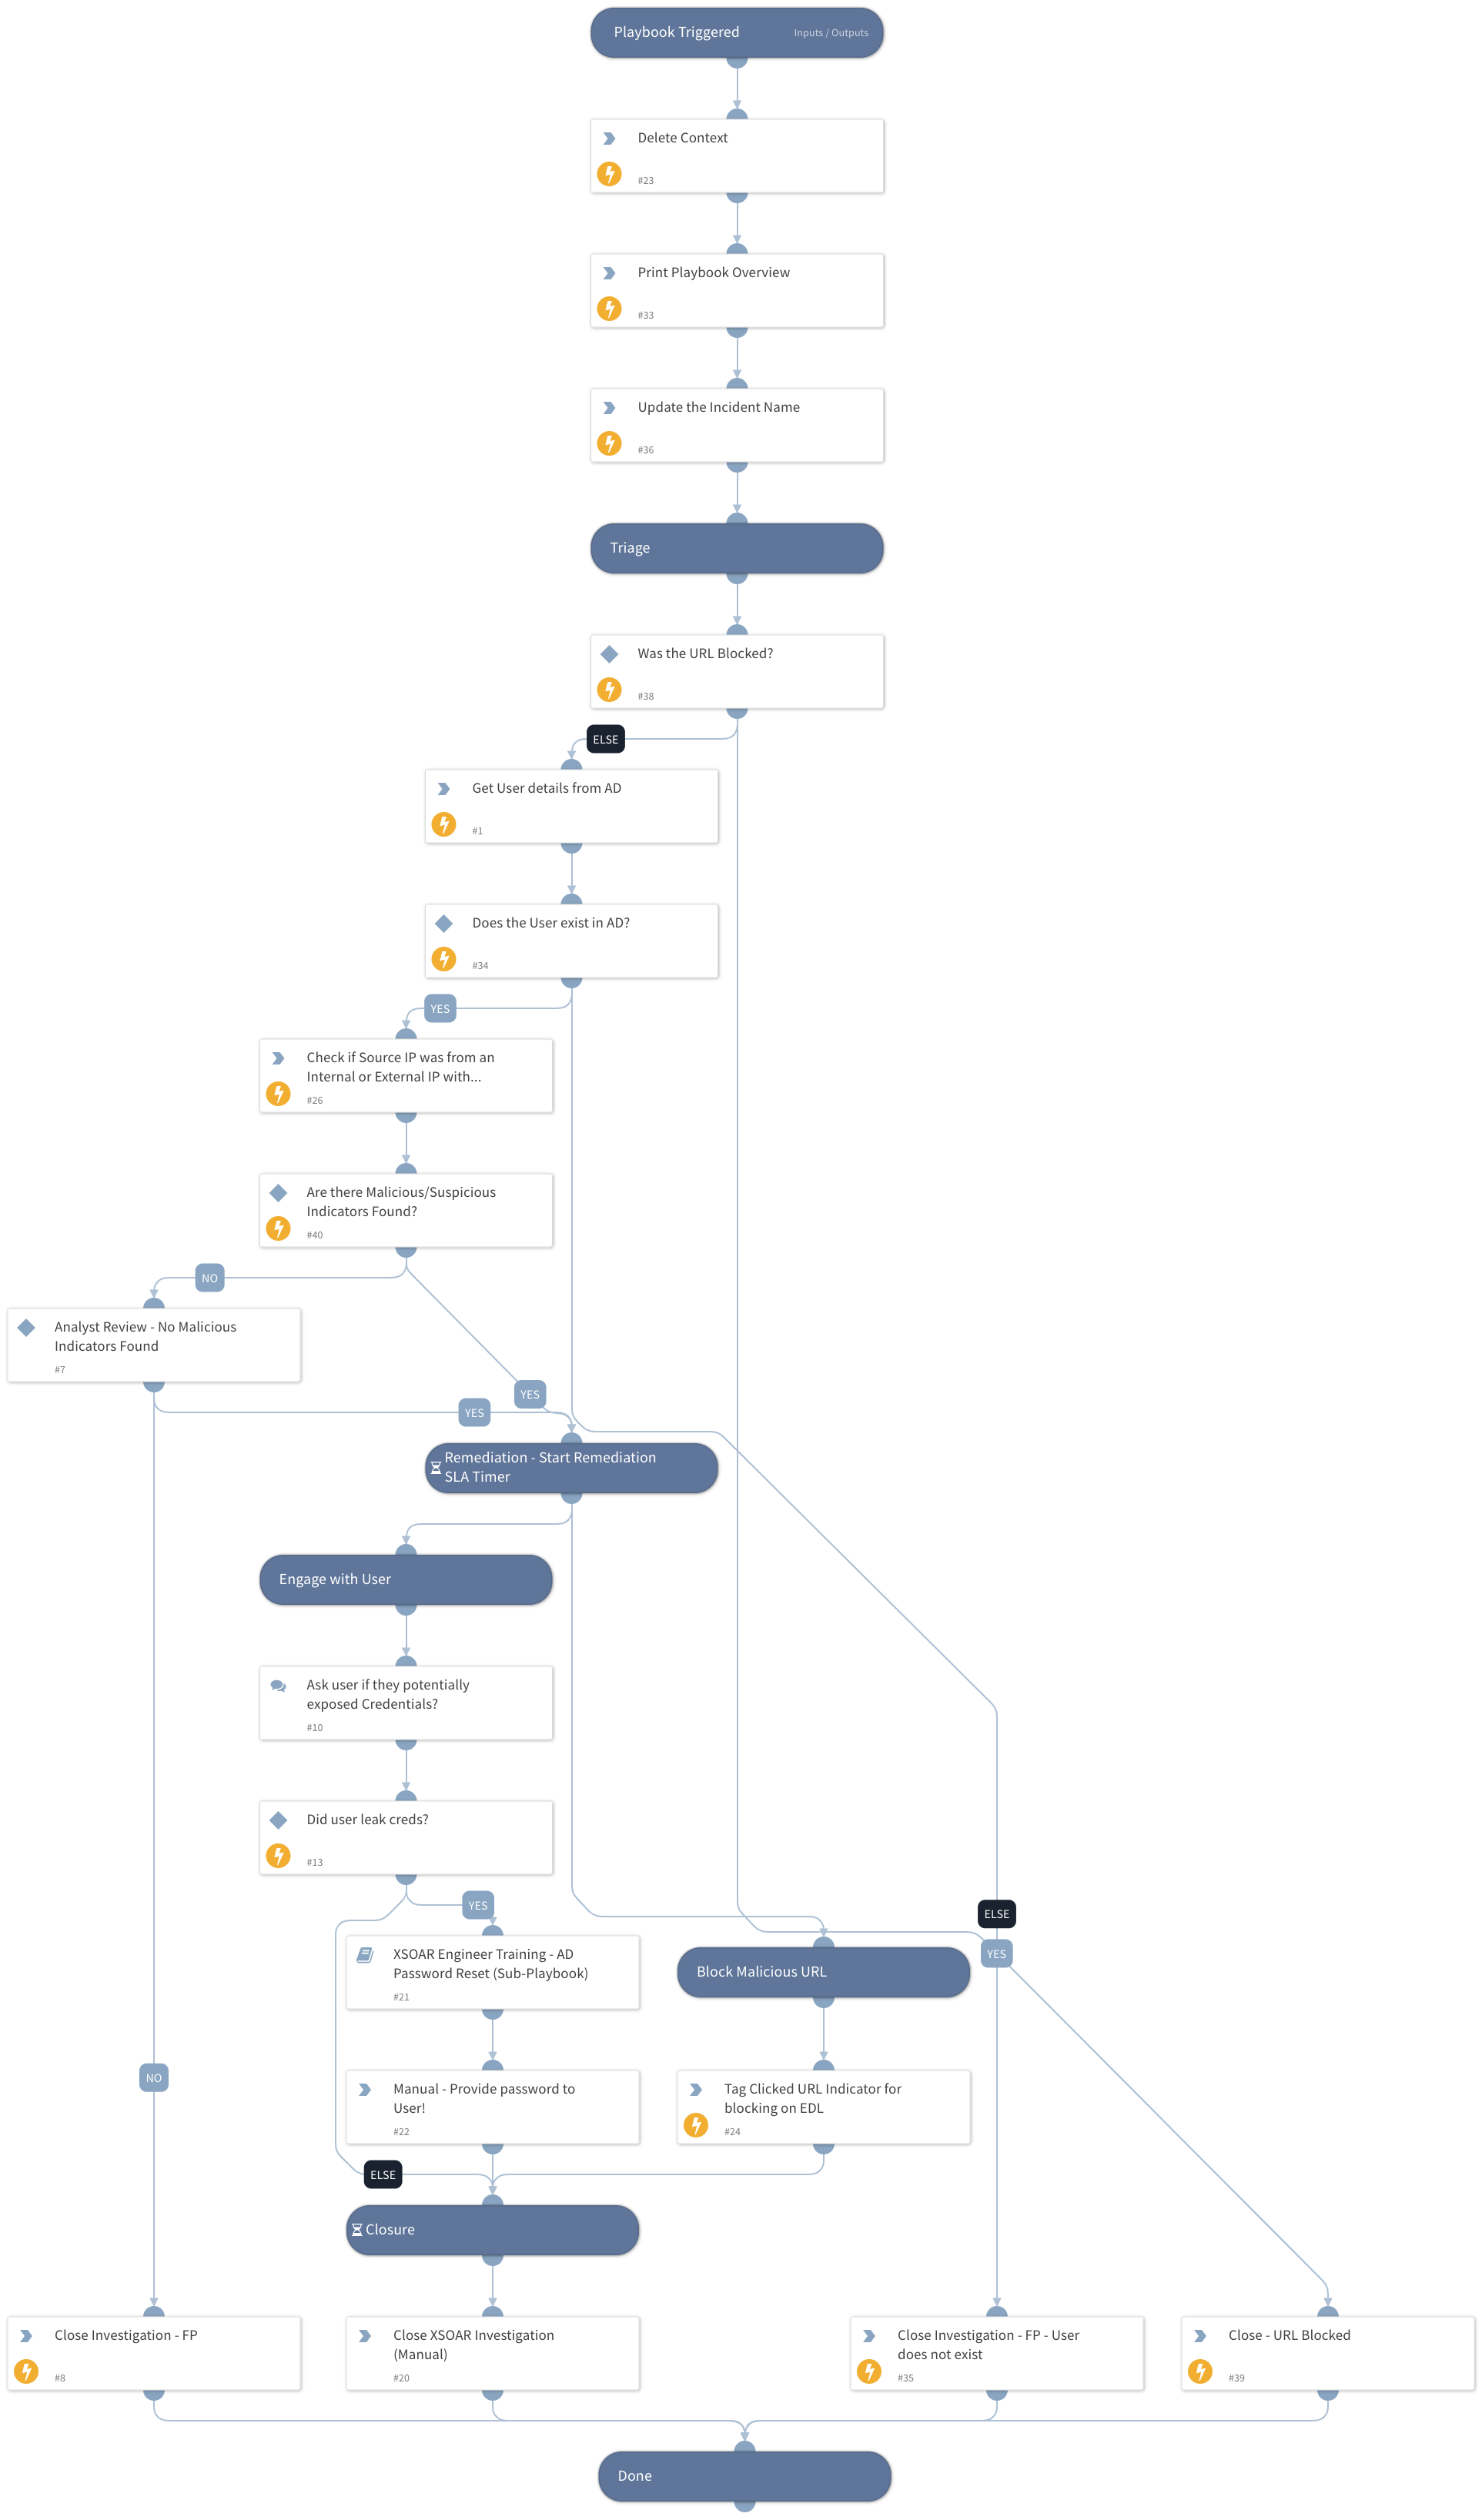 Playbook Triggered
Inputs / Outputs
Delete Context
#23
Print Playbook Overview
#33
Update the Incident Name
#36
Triage
Was the URL Blocked?
#38
ELSE
Get User details from AD
#1
Does the User exist in AD?
#34
YES
Check if Source IP was from an
Internal or External IP with...
#26
Are there Malicious/Suspicious
Indicators Found?
#40
NO
Analyst Review - No Malicious
Indicators Found
#7
YES
YES
Remediation - Start Remediation
SLA Timer
Engage with User
Ask user if they potentially
exposed Credentials?
#10
Did user leak creds?
#13
YES
ELSE
XSOAR Engineer Training - AD
Password Reset (Sub-Playbook)
#21
Block Malicious URL
YES
NO
Manual - Provide password to
User!
#22
Tag Clicked URL Indicator for
blocking on EDL
#24
ELSE
Closure
Close Investigation - FP
#8
Close XSOAR Investigation
(Manual)
#20
Close Investigation - FP - User
does not exist
#35
Close - URL Blocked
#39
Done